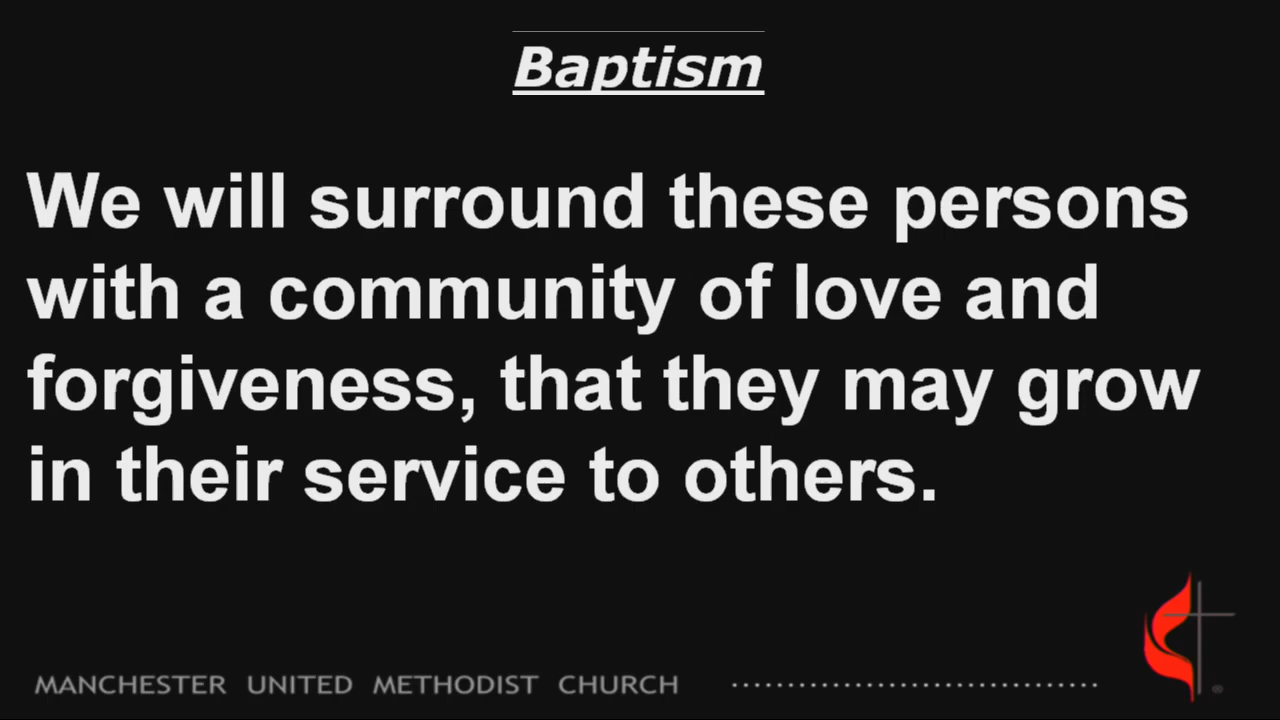 Baptism
We will surround these persons
with a community of love and
forgiveness, that they may grow
in their service to others.
MANCHESTER UNITED METHODIST CHURCH
®